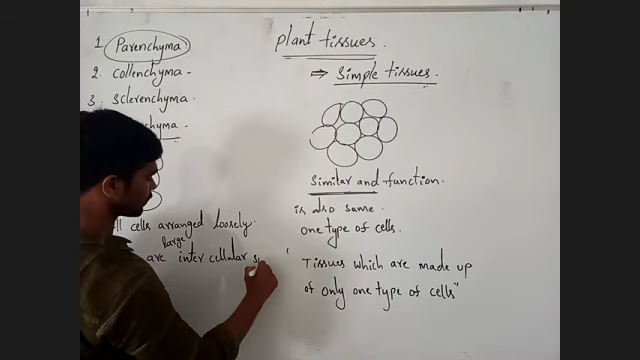 1 Parenchyma
2. Collenchyma -
3. Sclerenchyma -
cells arranged loosely.
large
are inter cellular
plant tissues.
⇒ Simple tissues.
Similar and function.
is also same.
one type of cells.
" Tissues which are made up
of only one type of cells"